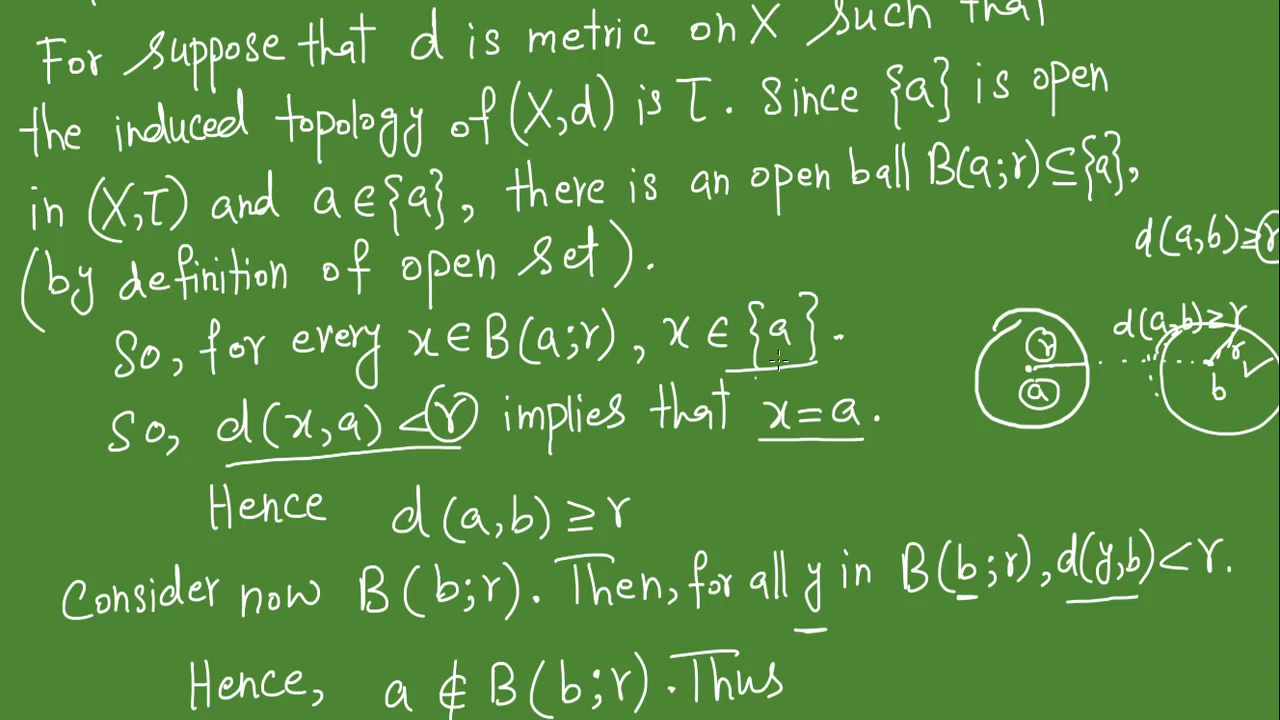 For suppose that d is metric on X such that
the induced topology of (X,d) is τ. Since {a} is open
in (X,τ) and a∈{a}, there is an open ball B(a;r)⊆{a},
(by definition of open set).
d(a,b)≥r
So, for every x∈B(a;r), x∈{a}.
d(a,b)≥r
r
r
a
b
So, d(x,a)<r implies that x=a.
Hence d(a,b)≥r
Consider now B(b;r). Then, for all y in B(b;r), d(y,b)<r.
Hence, a∉B(b;r). Thus